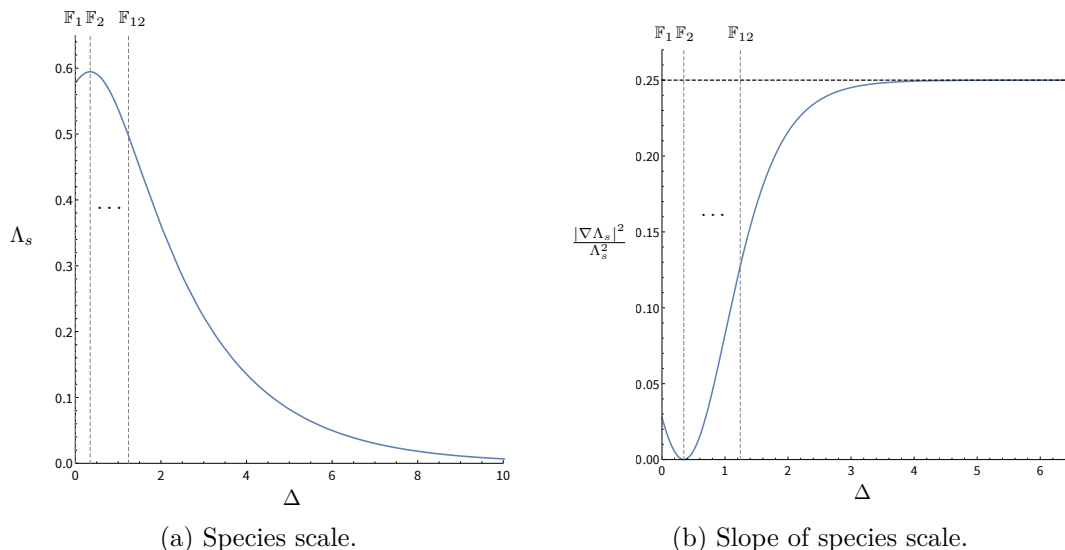 𝔽₁ 𝔽₂ 𝔽₁₂
0.6
0.5
0.4
0.3
0.2
0.1
0.0
Λₛ
...
0 2 4 6 8 10
Δ
(a) Species scale.
𝔽₁ 𝔽₂ 𝔽₁₂
0.25
0.20
0.15
0.10
0.05
0.00
|∇Λₛ|²
Λₛ²
...
0 1 2 3 4 5 6
Δ
(b) Slope of species scale.